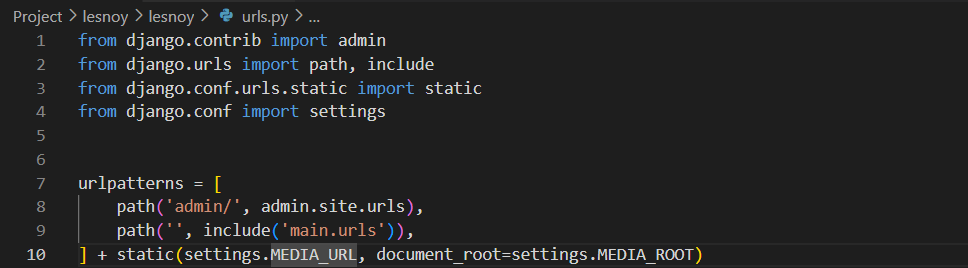 Project > lesnoy > lesnoy > urls.py > ...
1 from django.contrib import admin
2 from django.urls import path, include
3 from django.conf.urls.static import static
4 from django.conf import settings
5
6
7 urlpatterns = [
8     path('admin/', admin.site.urls),
9     path('', include('main.urls')),
10 ] + static(settings.MEDIA_URL, document_root=settings.MEDIA_ROOT)